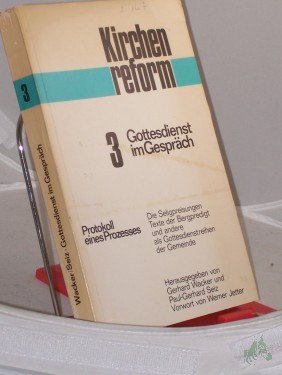 Kirchen
reform
3 Gottesdienst
im Gespräch
Protokoll
eines Prozesses
Die Seligpreisungen
Texte der Bergpredigt
und andere
als Gottesdienstreihen
der Gemeinde
Herausgegeben von
Gerhard Wacker und
Paul-Gerhard Seiz
Vorwort von Werner Jetter
3
Wacker/Seiz · Gottesdienst im Gespräch